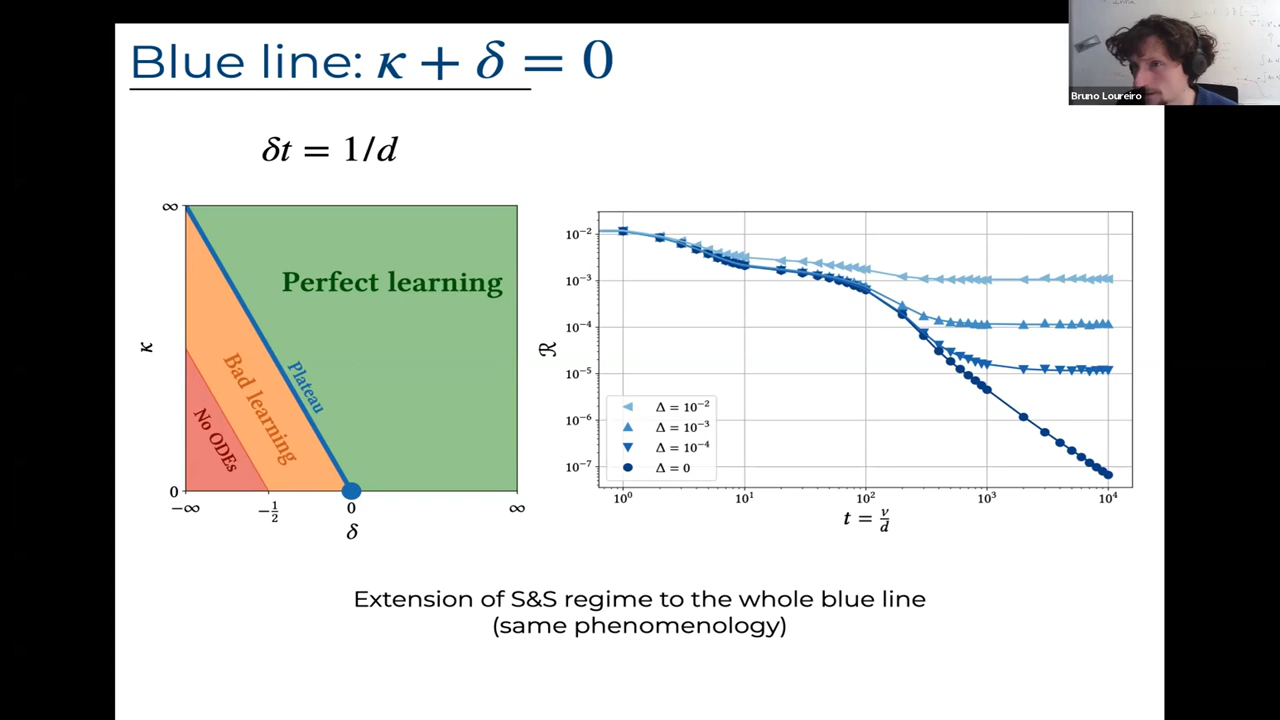 Blue line: κ + δ = 0
Bruno Loureiro
δt = 1/d
∞
κ
0
Perfect learning
Plateau
Bad learning
No ODEs
−∞
−1/2
0
∞
δ
10⁻²
10⁻³
10⁻⁴
10⁻⁵
10⁻⁶
10⁻⁷
ℛ
Δ = 10⁻²
Δ = 10⁻³
Δ = 10⁻⁴
Δ = 0
10⁰
10¹
10²
10³
10⁴
t = ν/d
Extension of S&S regime to the whole blue line
(same phenomenology)